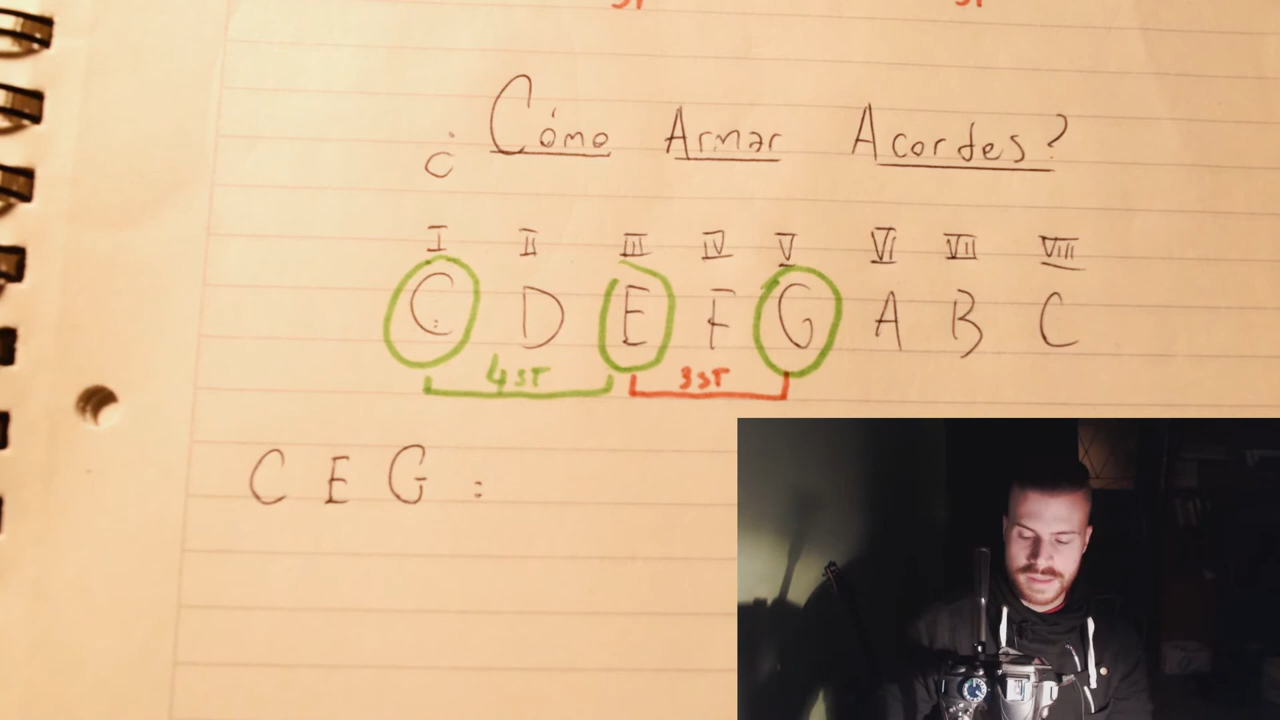 ¿Cómo Armar Acordes?
I II III IV V VI VII VIII
C D E F G A B C
4ST 3ST
C E G :